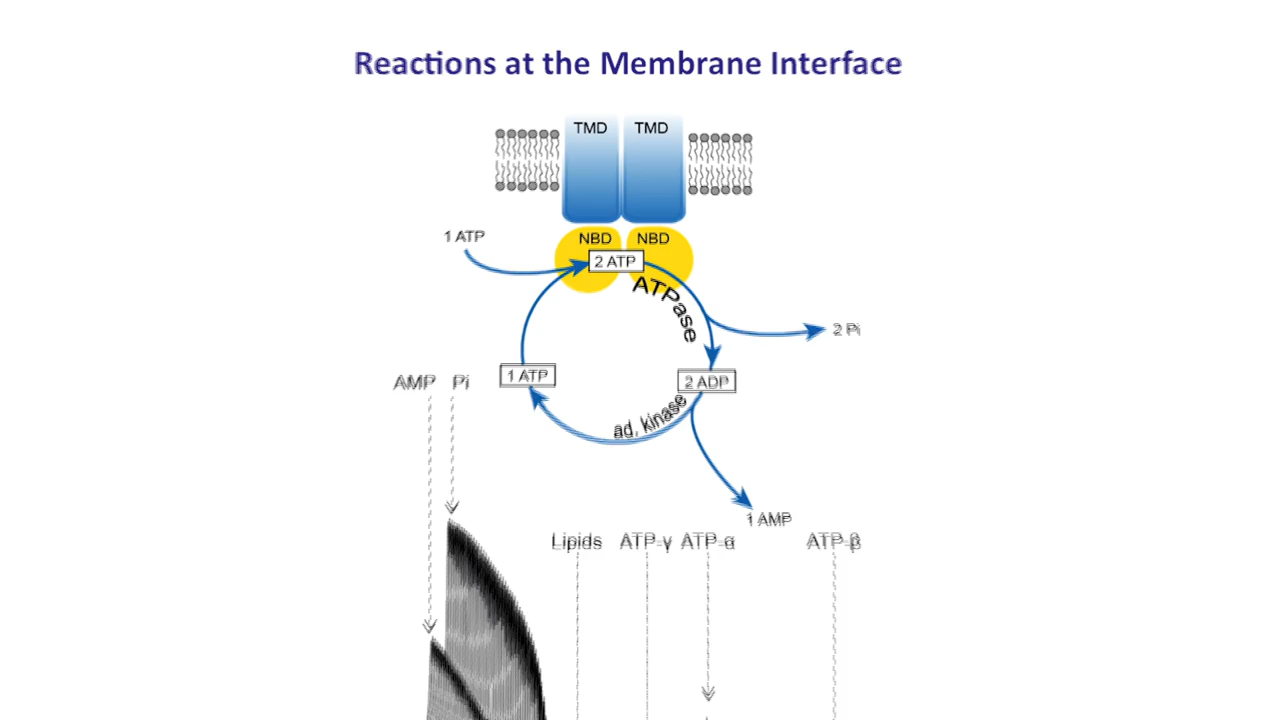 Reactions at the Membrane Interface
TMD TMD
1 ATP
NBD NBD
2 ATP
ATPase
2 Pi
AMP Pi
1 ATP
2 ADP
ad. kinase
1 AMP
Lipids ATP-γ ATP-α ATP-β